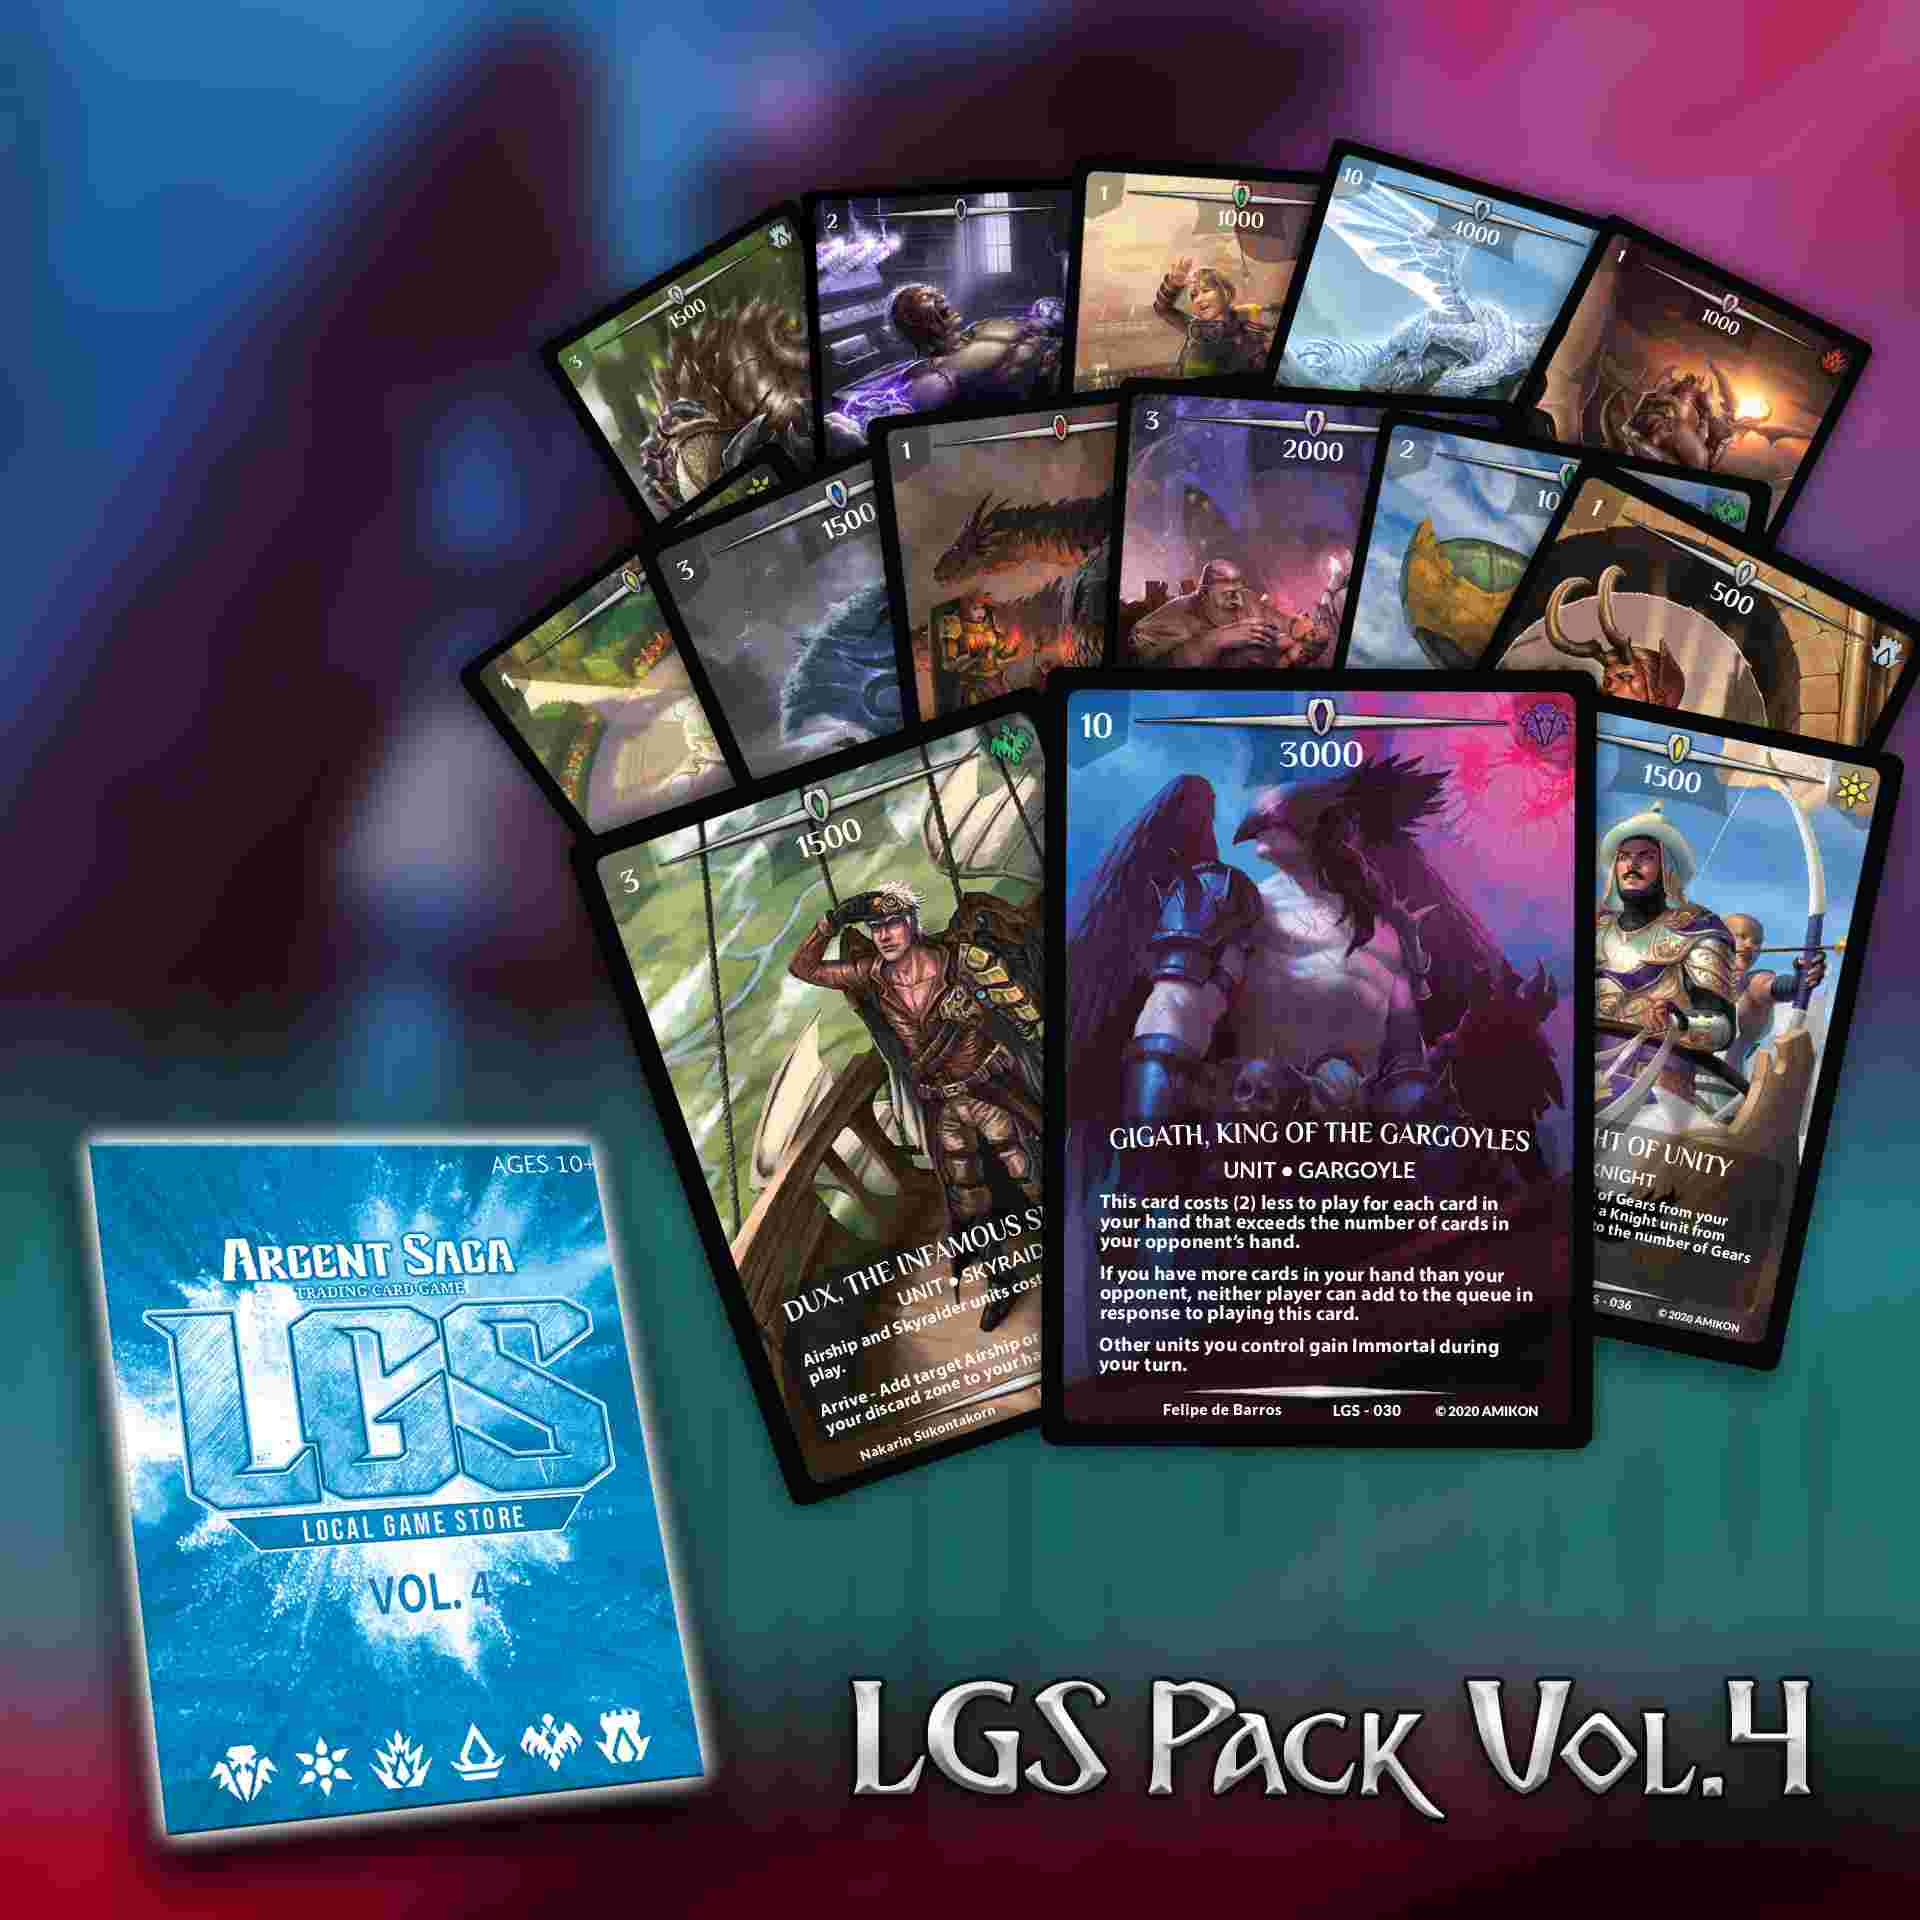 3
1500
2
1
1000
10
4000
1
1000
1
3
1500
1
3
2000
2
10
1
500
3
1500
DUX, THE INFAMOUS
UNIT • SKYRAID
Airship and Skyraider units cost
play.
Arrive - Add target Airship or
your discard zone to your
Nakarin Sukontakorn
10
3000
GIGATH, KING OF THE GARGOYLES
UNIT • GARGOYLE
This card costs (2) less to play for each card in
your hand that exceeds the number of cards in
your opponent's hand.
If you have more cards in your hand than your
opponent, neither player can add to the queue in
response to playing this card.
Other units you control gain Immortal during
your turn.
Felipe de Barros LGS - 030 © 2020 AMIKON
1500
HT OF UNITY
KNIGHT
of Gears from your
a Knight unit from
to the number of Gears
S - 036 © 2020 AMIKON
AGES 10+
ARGENT SAGA
TRADING CARD GAME
LGS
LOCAL GAME STORE
VOL. 4
LGS PACK VOL.4